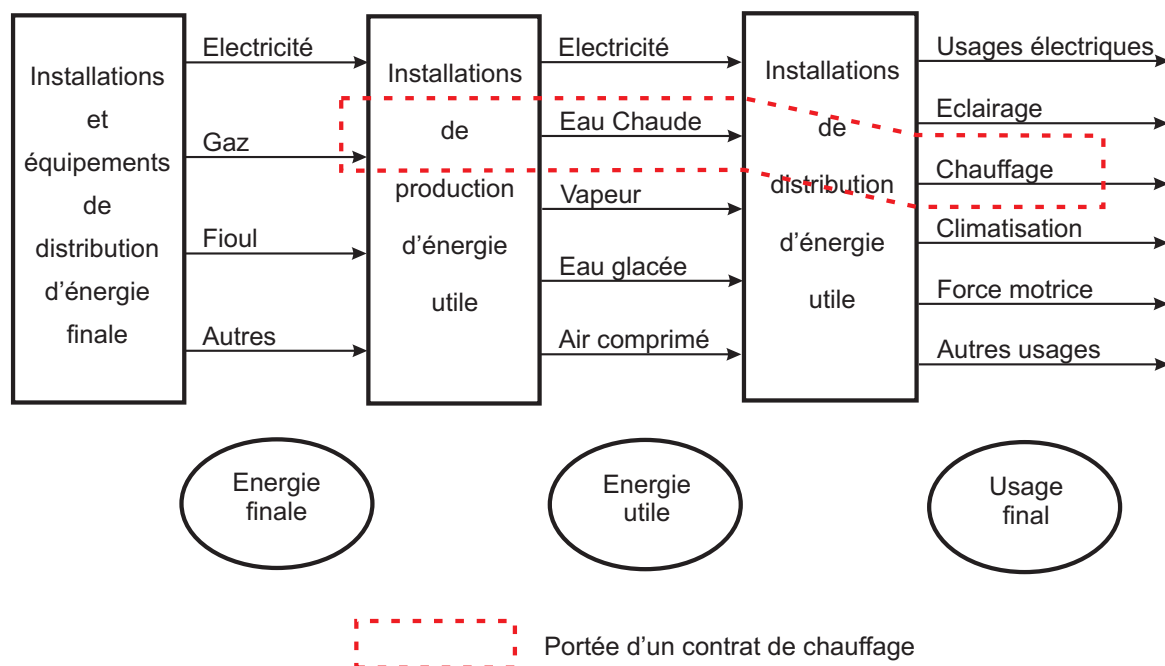 Installations
et
équipements
de
distribution
d’énergie
finale
Electricité
Gaz
Fioul
Autres
Installations
de
production
d’énergie
utile
Electricité
Eau Chaude
Vapeur
Eau glacée
Air comprimé
Installations
de
distribution
d’énergie
utile
Usages électriques
Eclairage
Chauffage
Climatisation
Force motrice
Autres usages
Energie
finale
Energie
utile
Usage
final
Portée d’un contrat de chauffage